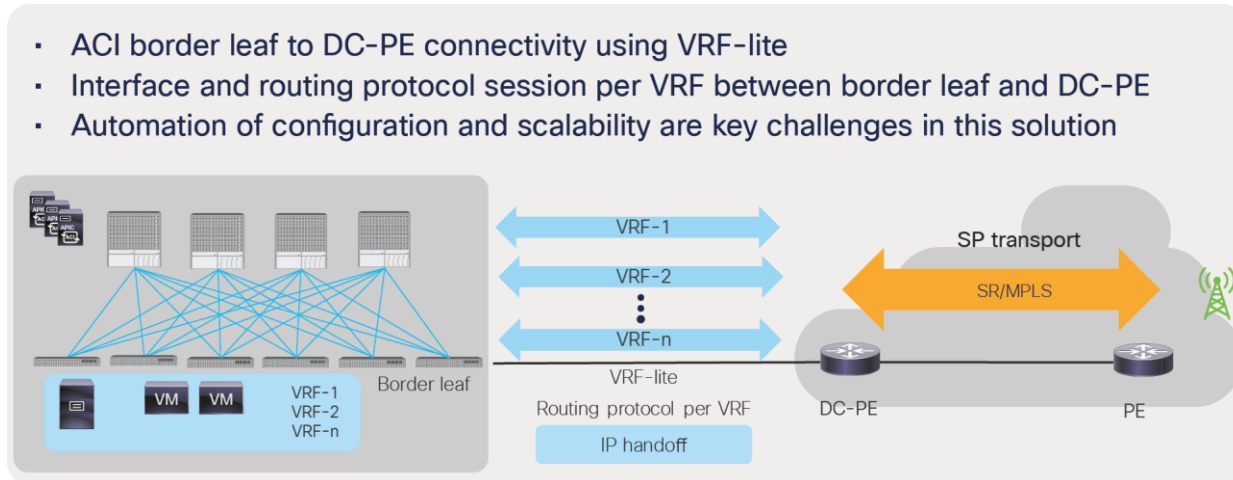 ▪ ACI border leaf to DC-PE connectivity using VRF-lite
▪ Interface and routing protocol session per VRF between border leaf and DC-PE
▪ Automation of configuration and scalability are key challenges in this solution
APIC
ACI
VRF-1
VRF-2
VRF-n
SP transport
SR/MPLS
Border leaf
VM
VM
VRF-1
VRF-2
VRF-n
VRF-lite
Routing protocol per VRF
IP handoff
DC-PE
PE